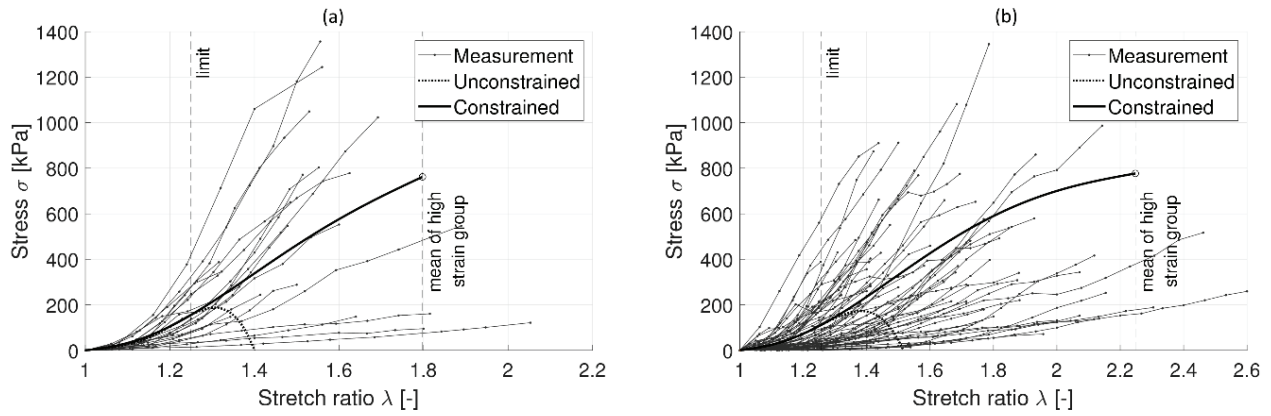 (a)
1400
1200
1000
800
600
400
200
0
Stress σ [kPa]
limit
Measurement
Unconstrained
Constrained
mean of high
strain group
1
1.2
1.4
1.6
1.8
2
2.2
Stretch ratio λ [-]
(b)
1400
1200
1000
800
600
400
200
0
Stress σ [kPa]
limit
Measurement
Unconstrained
Constrained
mean of high
strain group
1
1.2
1.4
1.6
1.8
2
2.2
2.4
2.6
Stretch ratio λ [-]